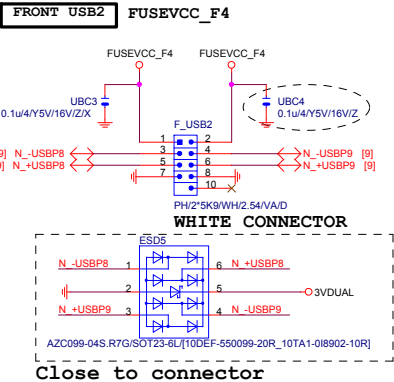 FRONT USB2 FUSEVCC_F4
FUSEVCC_F4 FUSEVCC_F4
UBC3 UBC4
0.1u/4/Y5V/16V/Z/X 0.1u/4/Y5V/16V/Z
F_USB2
1 2
9] N_-USBP8 3 4 N_-USBP9 [9]
9] N_+USBP8 5 6 N_+USBP9 [9]
7 8
10
PH/2*5K9/WH/2.54/VA/D
WHITE CONNECTOR
ESD5
N_-USBP8 1 6 N_+USBP8
2 5 3VDUAL
N_+USBP9 3 4 N_-USBP9
AZC099-04S.R7G/SOT23-6L/[10DEF-550099-20R_10TA1-0I8902-10R]
Close to connector